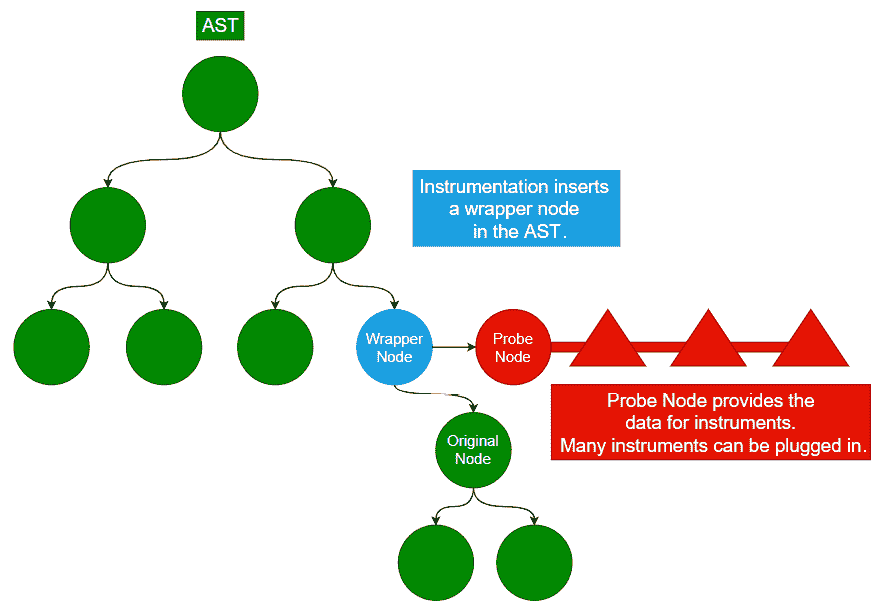 AST
Instrumentation inserts
a wrapper node
in the AST.
Wrapper
Node
Probe
Node
Probe Node provides the
data for instruments.
Many instruments can be plugged in.
Original
Node